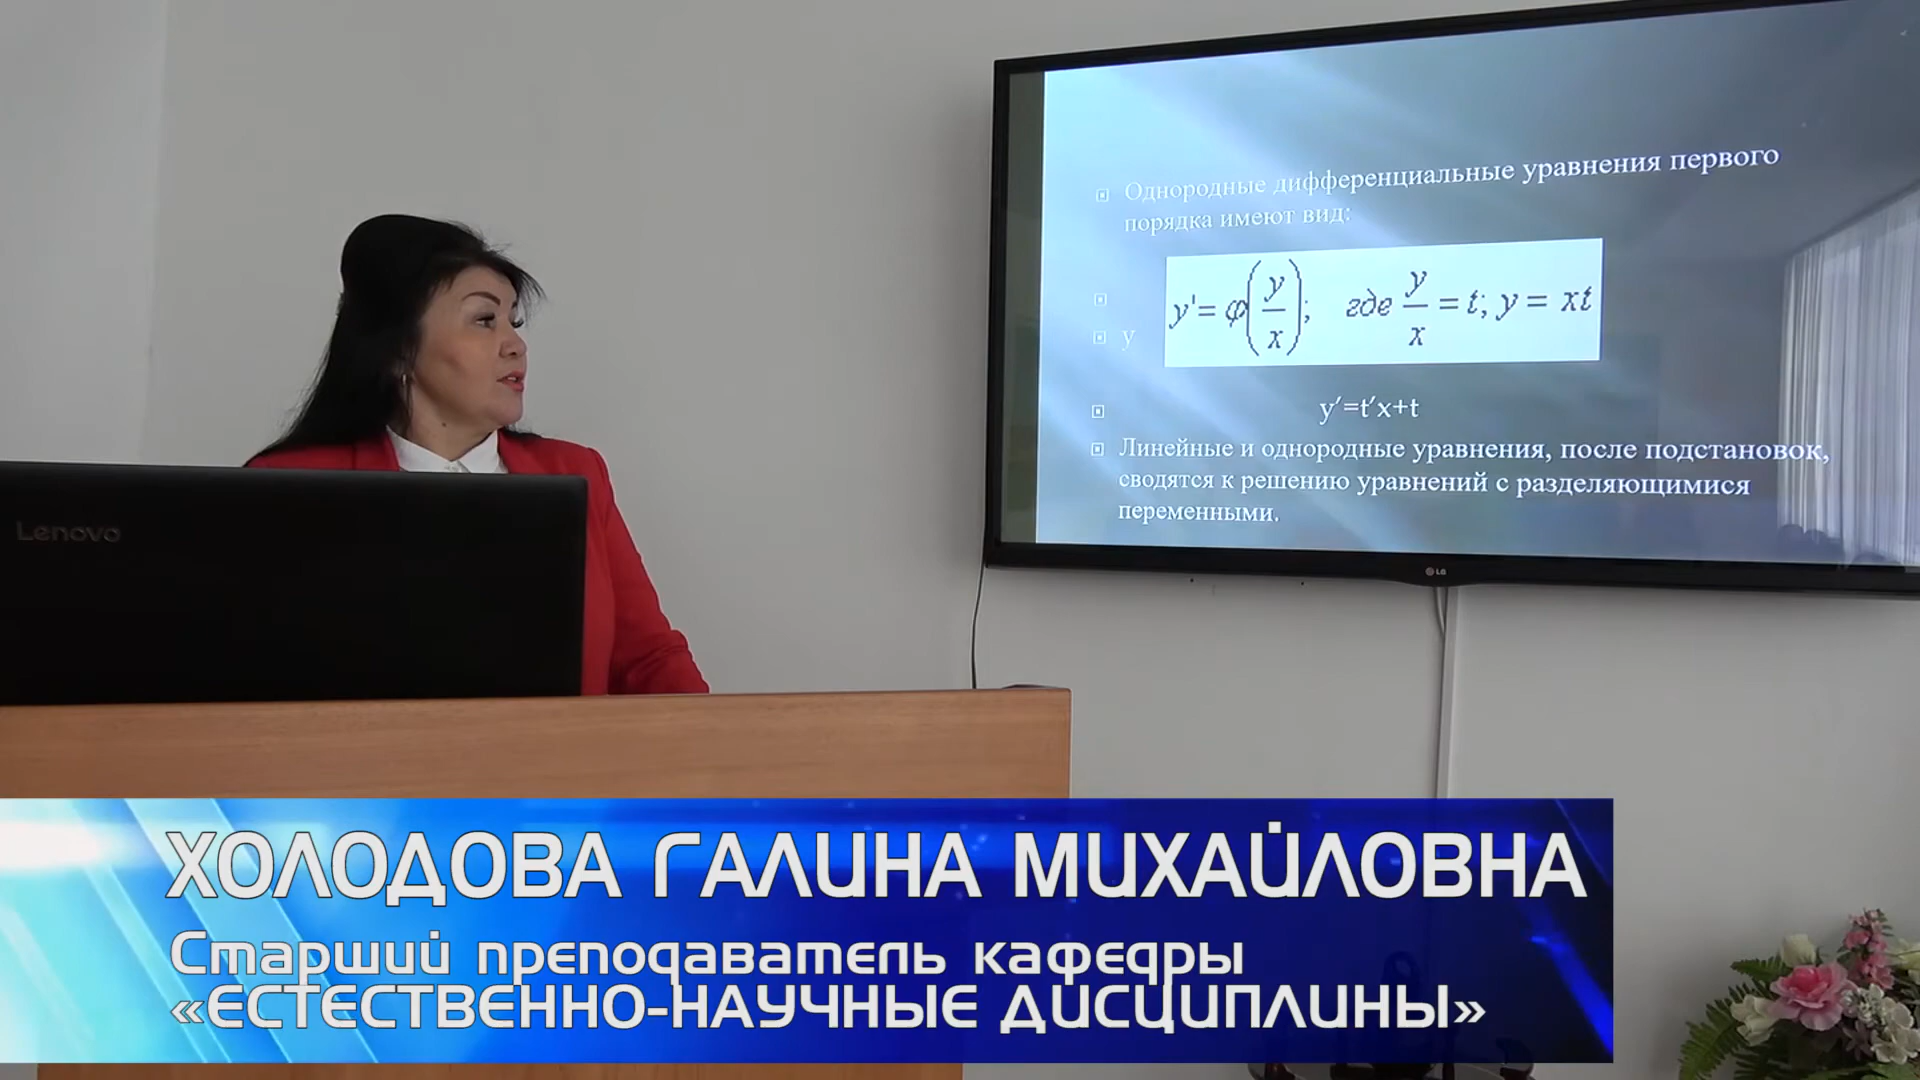 Однородные дифференциальные уравнения первого
порядка имеют вид:
y'= φ(y/x); где y/x = t; y = xt
у
y′=t′x+t
Линейные и однородные уравнения, после подстановок,
сводятся к решению уравнений с разделяющимися
переменными.
LG
Lenovo
ХОЛОДОВА ГАЛИНА МИХАЙЛОВНА
Старший преподаватель кафедры
«ЕСТЕСТВЕННО-НАУЧНЫЕ ДИСЦИПЛИНЫ»